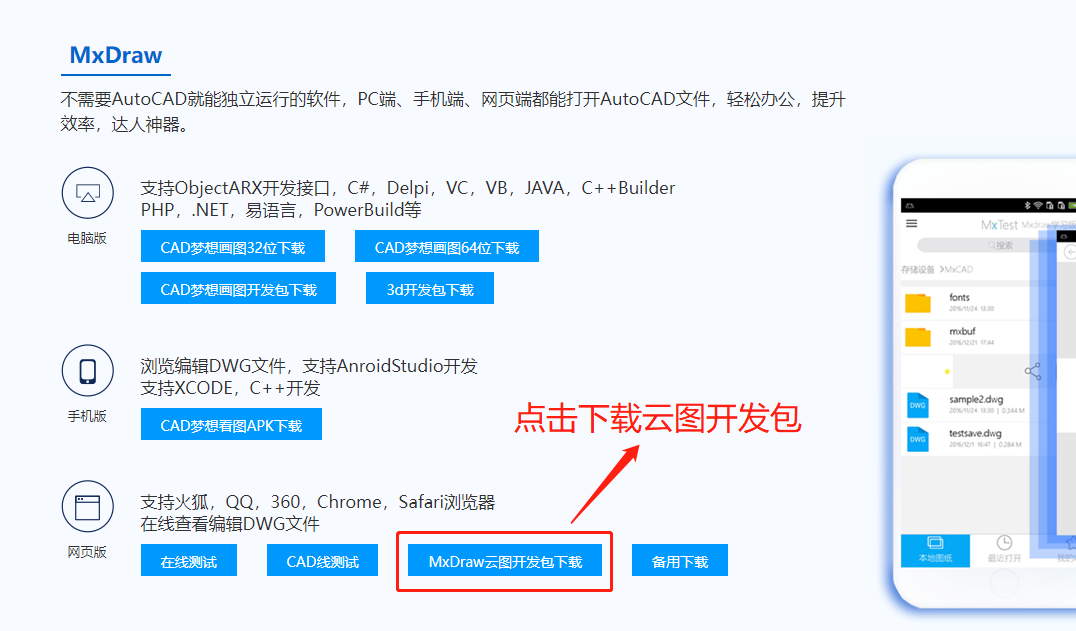 MxDraw
不需要AutoCAD就能独立运行的软件，PC端、手机端、网页端都能打开AutoCAD文件，轻松办公，提升
效率，达人神器。
支持ObjectARX开发接口，C#，Delpi，VC，VB，JAVA，C++Builder
PHP，.NET，易语言，PowerBuild等
电脑版
CAD梦想画图32位下载
CAD梦想画图64位下载
CAD梦想画图开发包下载
3d开发包下载
浏览编辑DWG文件，支持AnroidStudio开发
支持XCODE，C++开发
手机版
CAD梦想看图APK下载
点击下载云图开发包
支持火狐，QQ，360，Chrome，Safari浏览器
在线查看编辑DWG文件
网页版
在线测试
CAD线测试
MxDraw云图开发包下载
备用下载
MxTest Mxdraw
搜索
存储设备 MxCAD
fonts
2016/11/24 13:30
mxbuf
2016/12/21 17:44
DWG
sample2.dwg
2016/11/24 13:30 | 0.344 M
DWG
testsave.dwg
2016/12/1 16:47 | 0.284 M
本地图纸
最近打开
我的